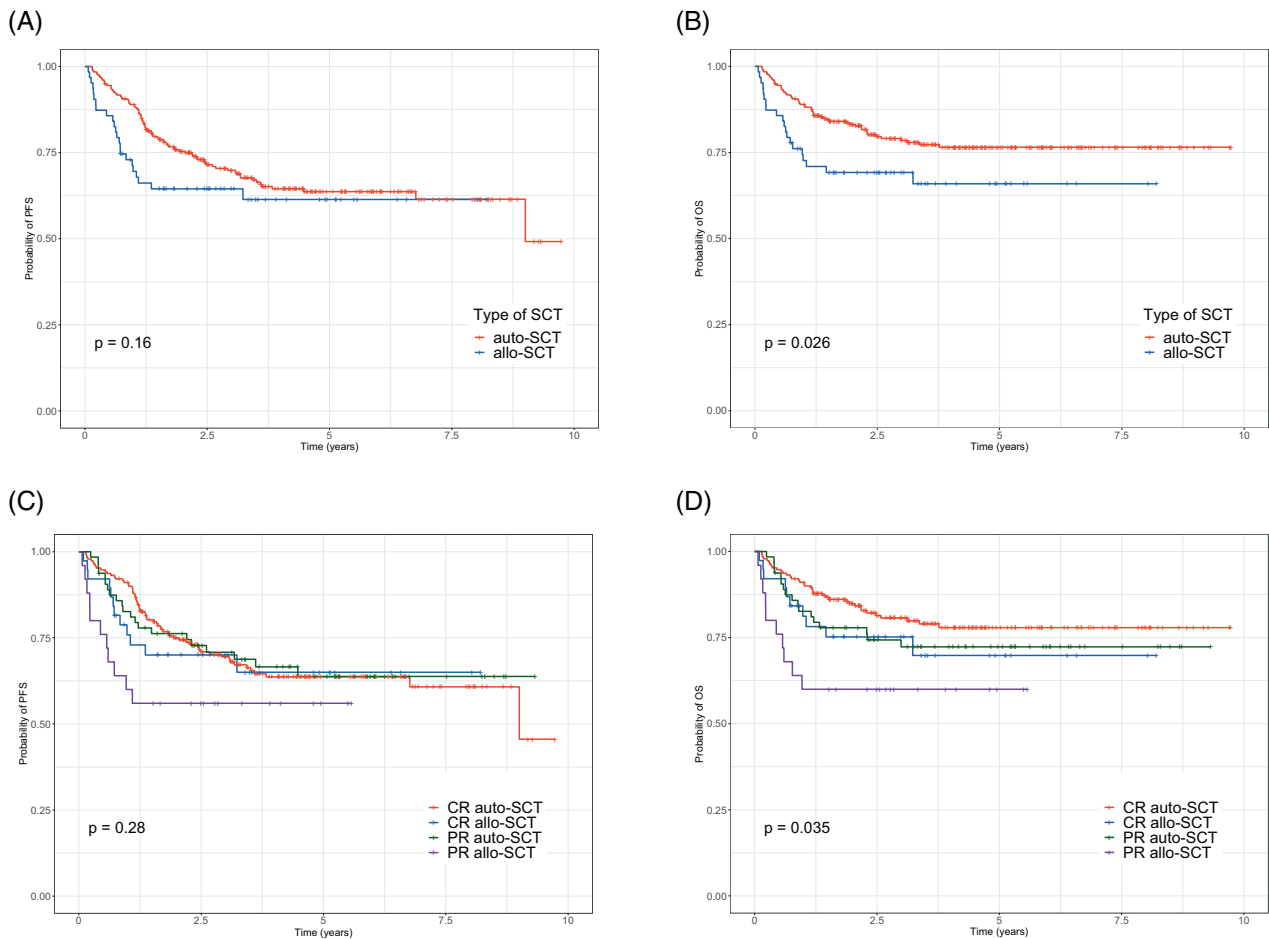 (A)
(B)
1.00
0.75
0.50
0.25
0.00
Probability of PFS
Type of SCT
auto-SCT
allo-SCT
p = 0.16
0 2.5 5 7.5 10
Time (years)
1.00
0.75
0.50
0.25
0.00
Probability of OS
Type of SCT
auto-SCT
allo-SCT
p = 0.026
0 2.5 5 7.5 10
Time (years)
(C)
(D)
1.00
0.75
0.50
0.25
0.00
Probability of PFS
CR auto-SCT
CR allo-SCT
PR auto-SCT
PR allo-SCT
p = 0.28
0 2.5 5 7.5 10
Time (years)
1.00
0.75
0.50
0.25
0.00
Probability of OS
CR auto-SCT
CR allo-SCT
PR auto-SCT
PR allo-SCT
p = 0.035
0 2.5 5 7.5 10
Time (years)